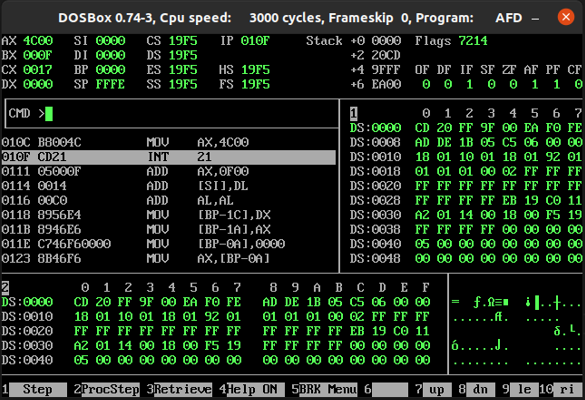 DOSBox 0.74-3, Cpu speed: 3000 cycles, Frameskip 0, Program: AFD
AX 4C00 SI 0000 CS 19F5 IP 010F Stack +0 0000 Flags 7214
BX 000F DI 0000 DS 19F5 +2 20CD
CX 0017 BP 0000 ES 19F5 HS 19F5 +4 9FFF OF DF IF SF ZF AF PF CF
DX 0000 SP FFFE SS 19F5 FS 19F5 +6 EA00 0 0 1 0 0 1 1 0
CMD >
1 0 1 2 3 4 5 6 7
DS:0000 CD 20 FF 9F 00 EA F0 FE
010C B8004C MOV AX,4C00 DS:0008 AD DE 1B 05 C5 06 00 00
010F CD21 INT 21 DS:0010 18 01 10 01 18 01 92 01
0111 05000F ADD AX,0F00 DS:0018 01 01 01 00 02 FF FF FF
0114 0014 ADD [SI],DL DS:0020 FF FF FF FF FF FF FF FF
0116 00C0 ADD AL,AL DS:0028 FF FF FF FF EB 19 C0 11
0118 8956E4 MOV [BP-1C],DX DS:0030 A2 01 14 00 18 00 F5 19
011B 8946E6 MOV [BP-1A],AX DS:0038 FF FF FF FF 00 00 00 00
011E C746F60000 MOV [BP-0A],0000 DS:0040 05 00 00 00 00 00 00 00
0123 8B46F6 MOV AX,[BP-0A] DS:0048 00 00 00 00 00 00 00 00
2 0 1 2 3 4 5 6 7 8 9 A B C D E F
DS:0000 CD 20 FF 9F 00 EA F0 FE AD DE 1B 05 C5 06 00 00
DS:0010 18 01 10 01 18 01 92 01 01 01 01 00 02 FF FF FF
DS:0020 FF FF FF FF FF FF FF FF FF FF FF FF EB 19 C0 11
DS:0030 A2 01 14 00 18 00 F5 19 FF FF FF FF 00 00 00 00
DS:0040 05 00 00 00 00 00 00 00 00 00 00 00 00 00 00 00
1 Step 2 ProcStep 3 Retrieve 4 Help ON 5 BRK Menu 6 7 up 8 dn 9 le 10 ri